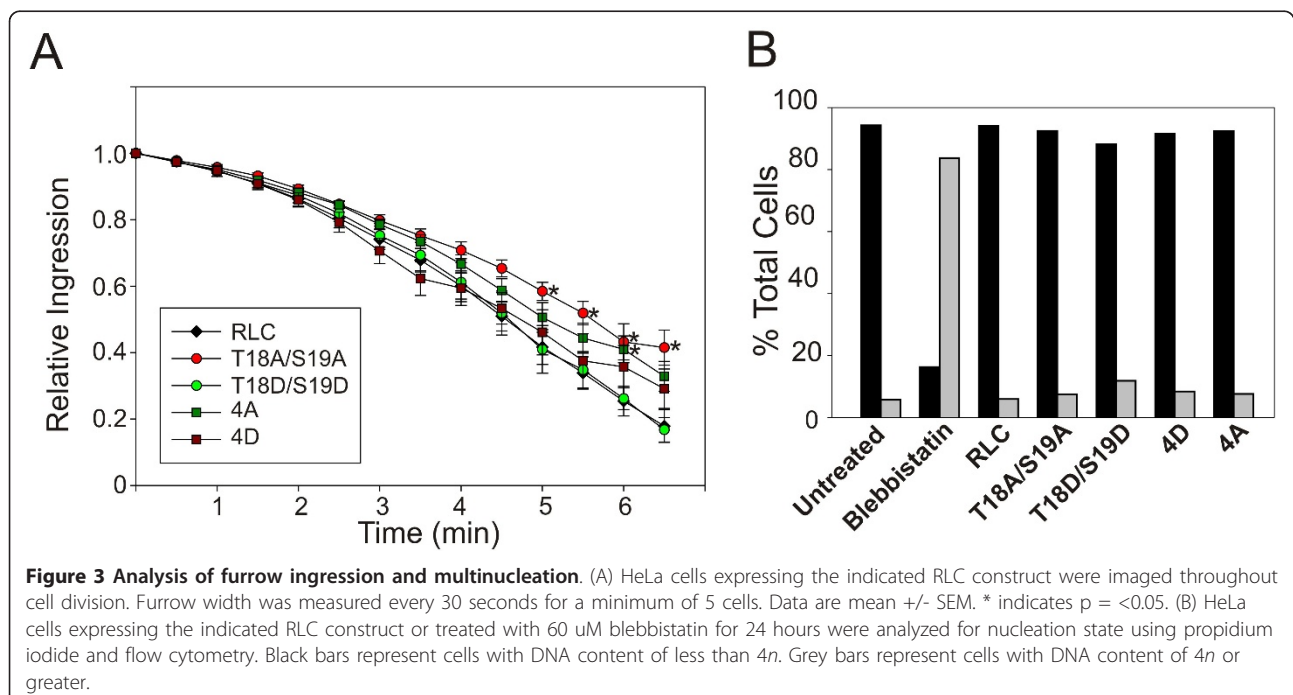 A
Relative Ingression
1.0
0.8
0.6
0.4
0.2
0
RLC
T18A/S19A
T18D/S19D
4A
4D
*
*
*
*
*
1 2 3 4 5 6
Time (min)
B
% Total Cells
100
80
60
40
20
0
Untreated
Blebbistatin
RLC
T18A/S19A
T18D/S19D
4D
4A
Figure 3 Analysis of furrow ingression and multinucleation. (A) HeLa cells expressing the indicated RLC construct were imaged throughout
cell division. Furrow width was measured every 30 seconds for a minimum of 5 cells. Data are mean +/- SEM. * indicates p = <0.05. (B) HeLa
cells expressing the indicated RLC construct or treated with 60 uM blebbistatin for 24 hours were analyzed for nucleation state using propidium
iodide and flow cytometry. Black bars represent cells with DNA content of less than 4n. Grey bars represent cells with DNA content of 4n or
greater.